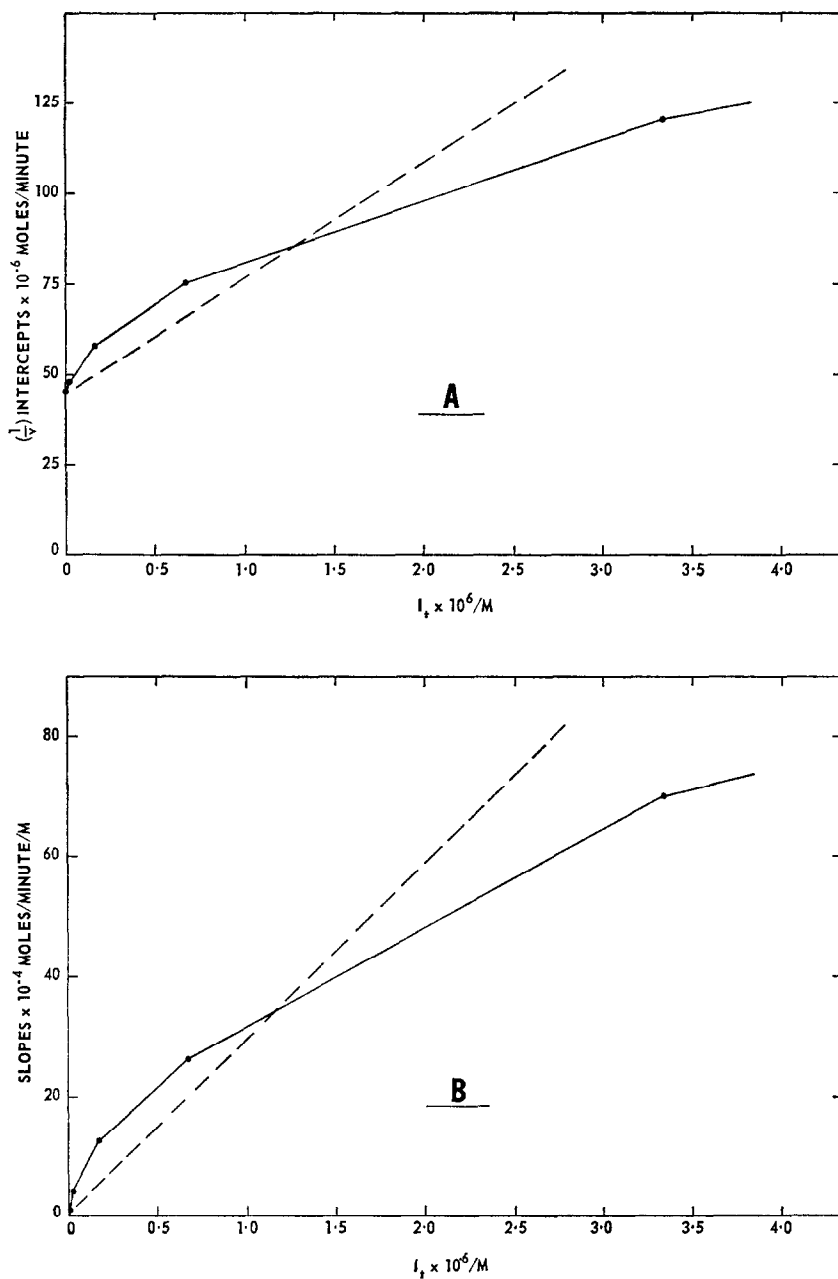 125
100
75
50
25
0
(1/v) INTERCEPTS × 10⁻⁶ MOLES/MINUTE
A
0 0·5 1·0 1·5 2·0 2·5 3·0 3·5 4·0
Iₜ × 10⁶/M
80
60
40
20
0
SLOPES × 10⁻⁴ MOLES/MINUTE/M
B
0 0·5 1·0 1·5 2·0 2·5 3·0 3·5 4·0
Iₜ × 10⁶/M